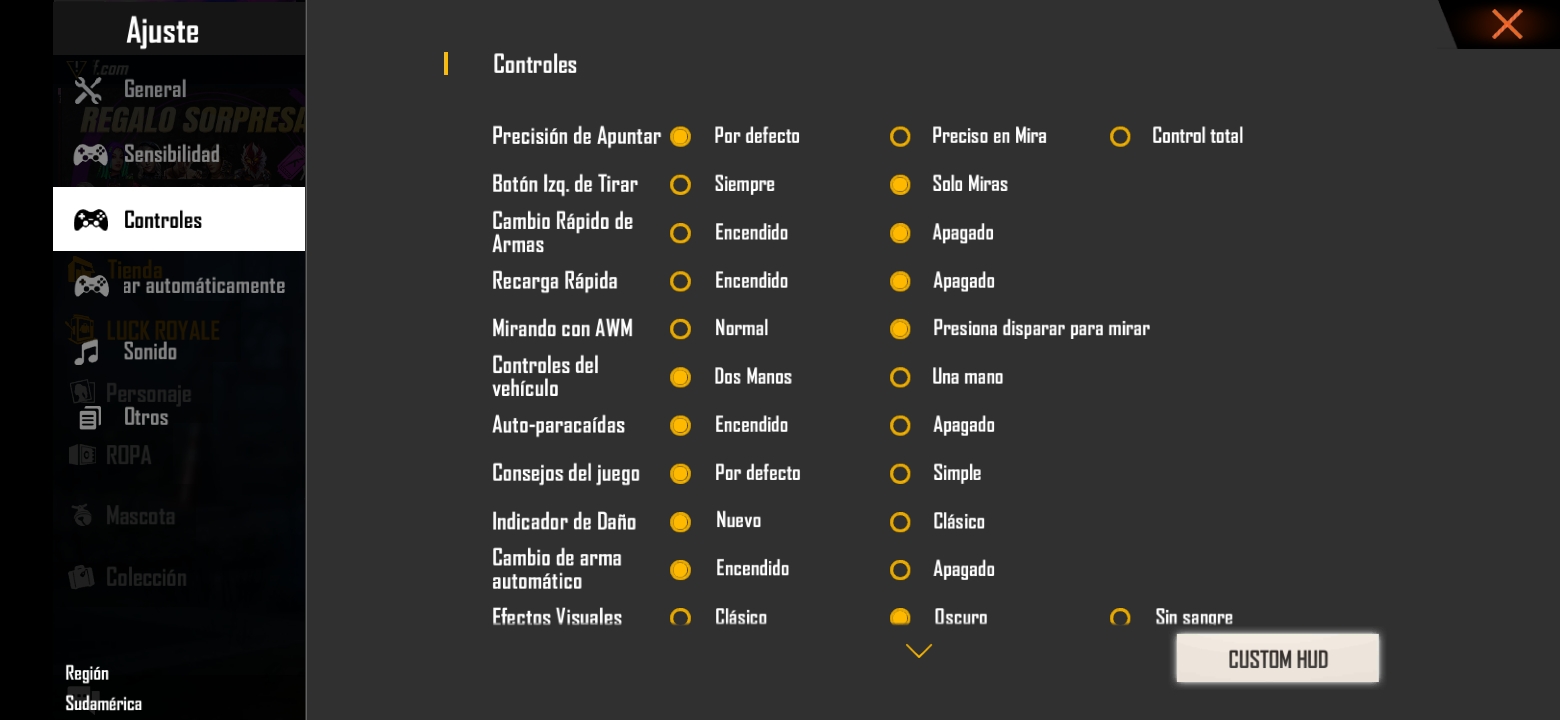 Ajuste
f.com
General
REGALO SORPRESA
Sensibilidad
Controles
Tienda
ar automáticamente
LUCK ROYALE
Sonido
Personaje
Otros
ROPA
Mascota
Colección
Región
Sudamérica
Controles
Precisión de Apuntar Por defecto Preciso en Mira Control total
Botón Izq. de Tirar Siempre Solo Miras
Cambio Rápido de
Armas Encendido Apagado
Recarga Rápida Encendido Apagado
Mirando con AWM Normal Presiona disparar para mirar
Controles del
vehículo Dos Manos Una mano
Auto-paracaídas Encendido Apagado
Consejos del juego Por defecto Simple
Indicador de Daño Nuevo Clásico
Cambio de arma
automático Encendido Apagado
Efectos Visuales Clásico Oscuro Sin sangre
CUSTOM HUD